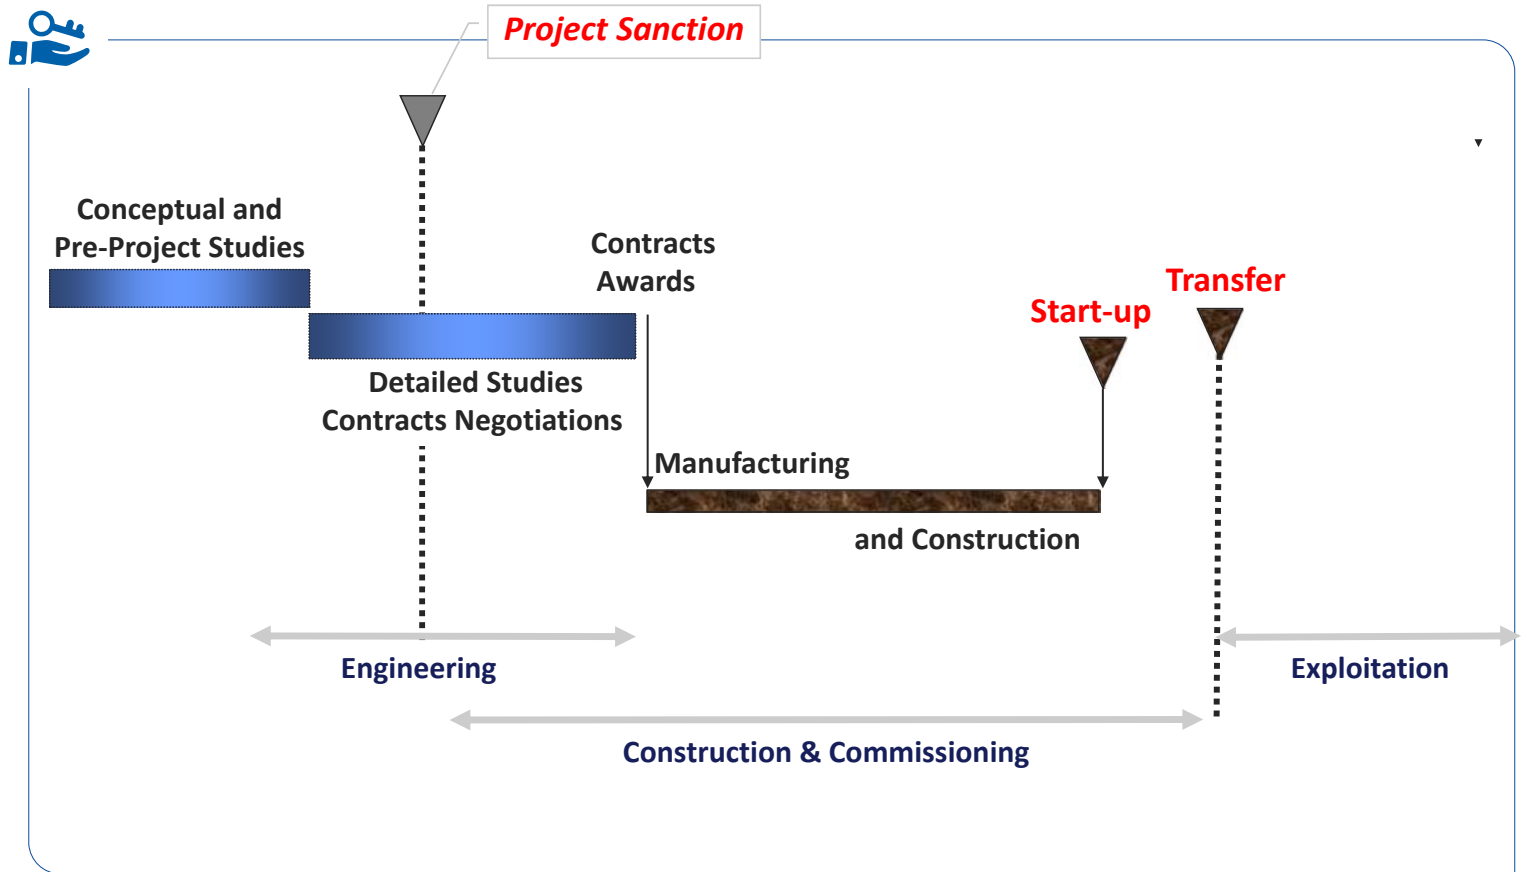 Project Sanction
Conceptual and
Pre-Project Studies
Contracts
Awards
Transfer
Start-up
Detailed Studies
Contracts Negotiations
Manufacturing
and Construction
Engineering
Exploitation
Construction & Commissioning